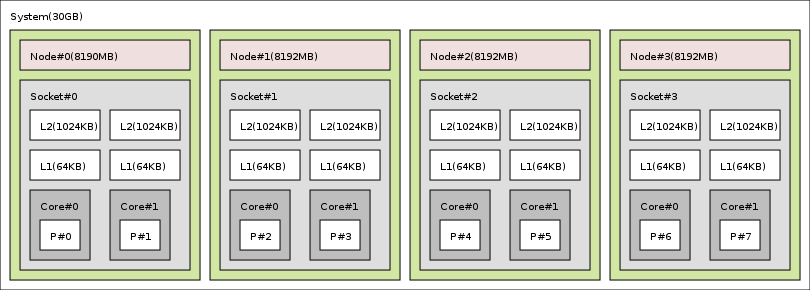 System(30GB)
Node#0(8190MB) Node#1(8192MB) Node#2(8192MB) Node#3(8192MB)
Socket#0 Socket#1 Socket#2 Socket#3
L2(1024KB) L2(1024KB) L2(1024KB) L2(1024KB) L2(1024KB) L2(1024KB) L2(1024KB) L2(1024KB)
L1(64KB) L1(64KB) L1(64KB) L1(64KB) L1(64KB) L1(64KB) L1(64KB) L1(64KB)
Core#0 Core#1 Core#0 Core#1 Core#0 Core#1 Core#0 Core#1
P#0 P#1 P#2 P#3 P#4 P#5 P#6 P#7